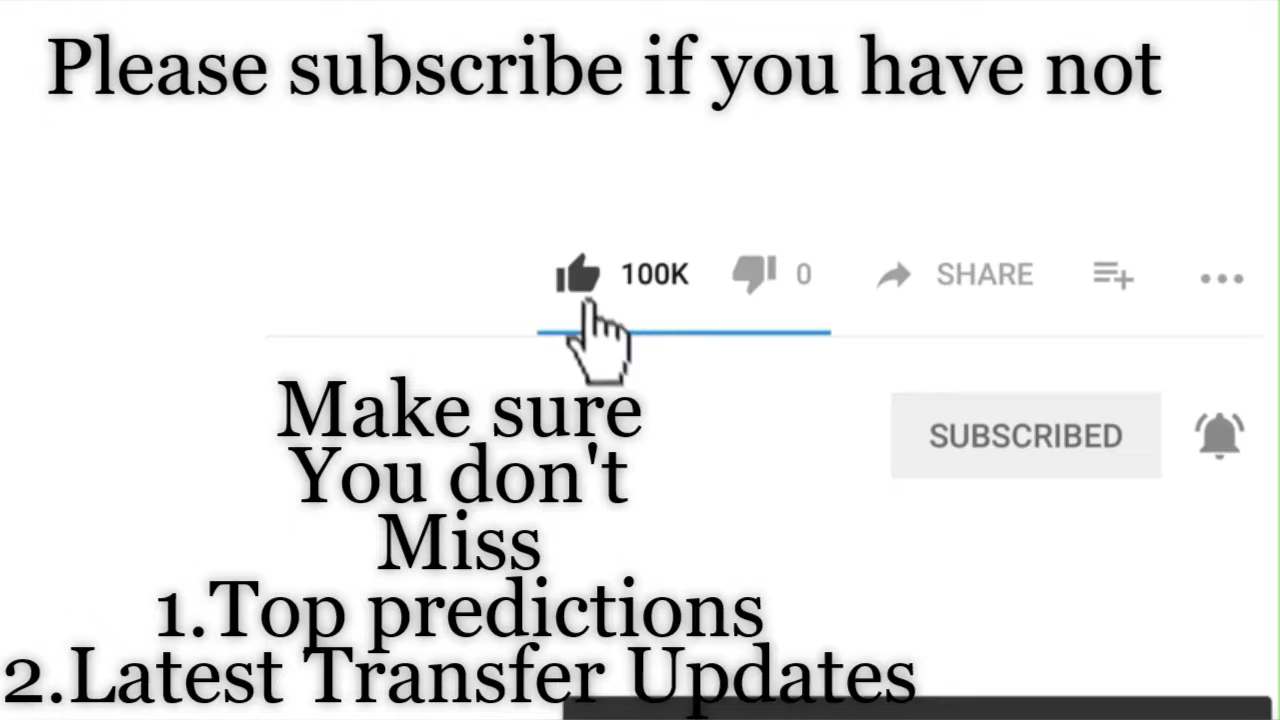 Please subscribe if you have not
100K 0 SHARE
Make sure
SUBSCRIBED
You don't
Miss
1.Top predictions
2.Latest Transfer Updates